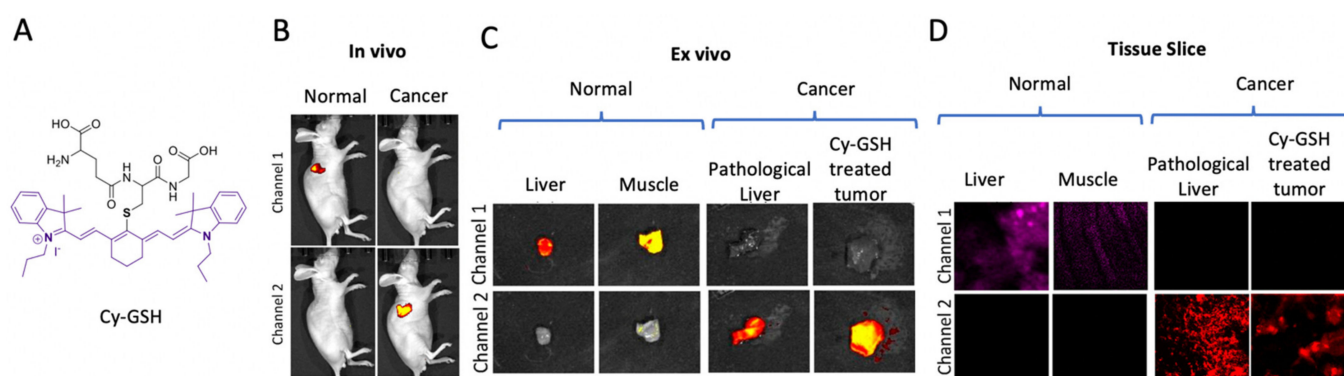 A
HO
O
H₂N
O
N
H
O
H
N
O
OH
S
N
+
I⁻
N
Cy-GSH
B
In vivo
Normal
Cancer
Channel 1
Channel 2
C
Ex vivo
Normal
Cancer
Liver
Muscle
Pathological
Liver
Cy-GSH
treated
tumor
Channel 1
Channel 2
D
Tissue Slice
Normal
Cancer
Liver
Muscle
Pathological
Liver
Cy-GSH
treated
tumor
Channel 1
Channel 2